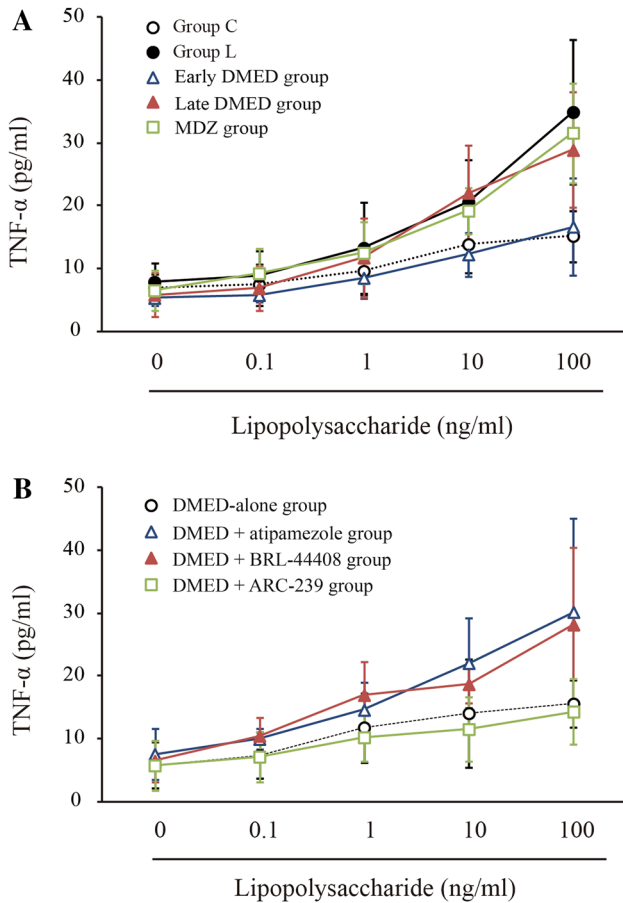 A
Group C
Group L
Early DMED group
Late DMED group
MDZ group
TNF-α (pg/ml)
50
40
30
20
10
0
0 0.1 1 10 100
Lipopolysaccharide (ng/ml)
B
DMED-alone group
DMED + atipamezole group
DMED + BRL-44408 group
DMED + ARC-239 group
TNF-α (pg/ml)
50
40
30
20
10
0
0 0.1 1 10 100
Lipopolysaccharide (ng/ml)